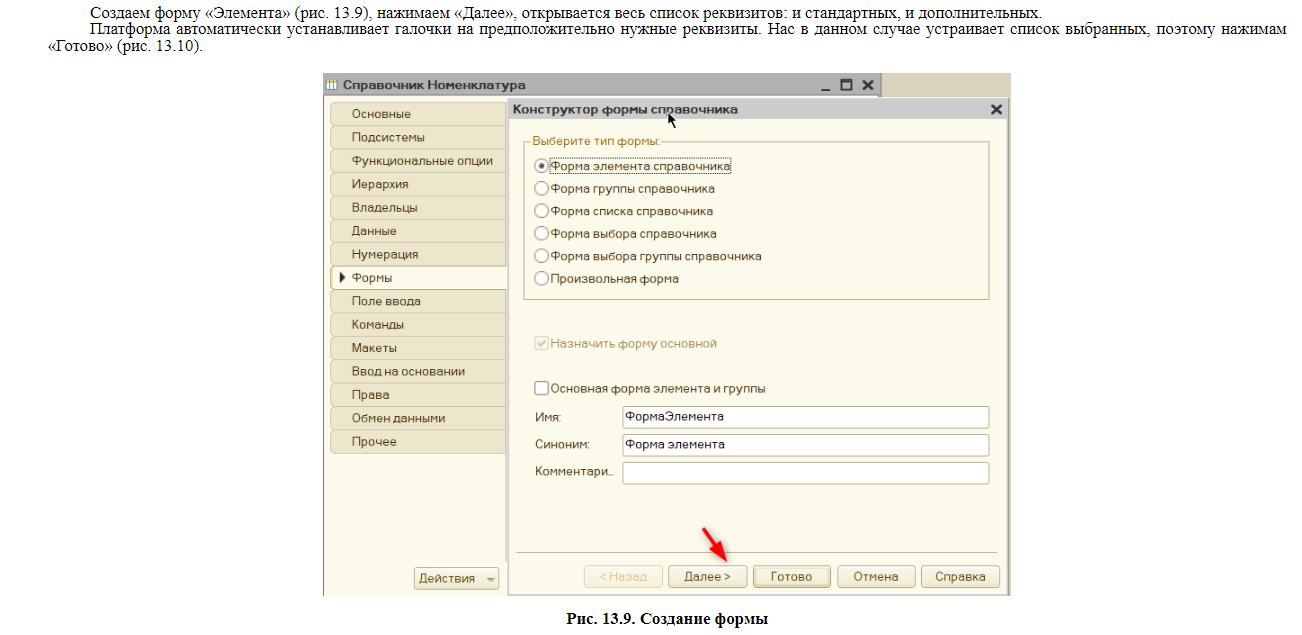 Создаем форму «Элемента» (рис. 13.9), нажимаем «Далее», открывается весь список реквизитов: и стандартных, и дополнительных.
Платформа автоматически устанавливает галочки на предположительно нужные реквизиты. Нас в данном случае устраивает список выбранных, поэтому нажимам
«Готово» (рис. 13.10).
Справочник Номенклатура
Основные
Подсистемы
Функциональные опции
Иерархия
Владельцы
Данные
Нумерация
Формы
Поле ввода
Команды
Макеты
Ввод на основании
Права
Обмен данными
Прочее
Действия
Конструктор формы справочника
Выберите тип формы:
Форма элемента справочника
Форма группы справочника
Форма списка справочника
Форма выбора справочника
Форма выбора группы справочника
Произвольная форма
Назначить форму основной
Основная форма элемента и группы
Имя: ФормаЭлемента
Синоним: Форма элемента
Комментари...
< Назад Далее > Готово Отмена Справка
Рис. 13.9. Создание формы